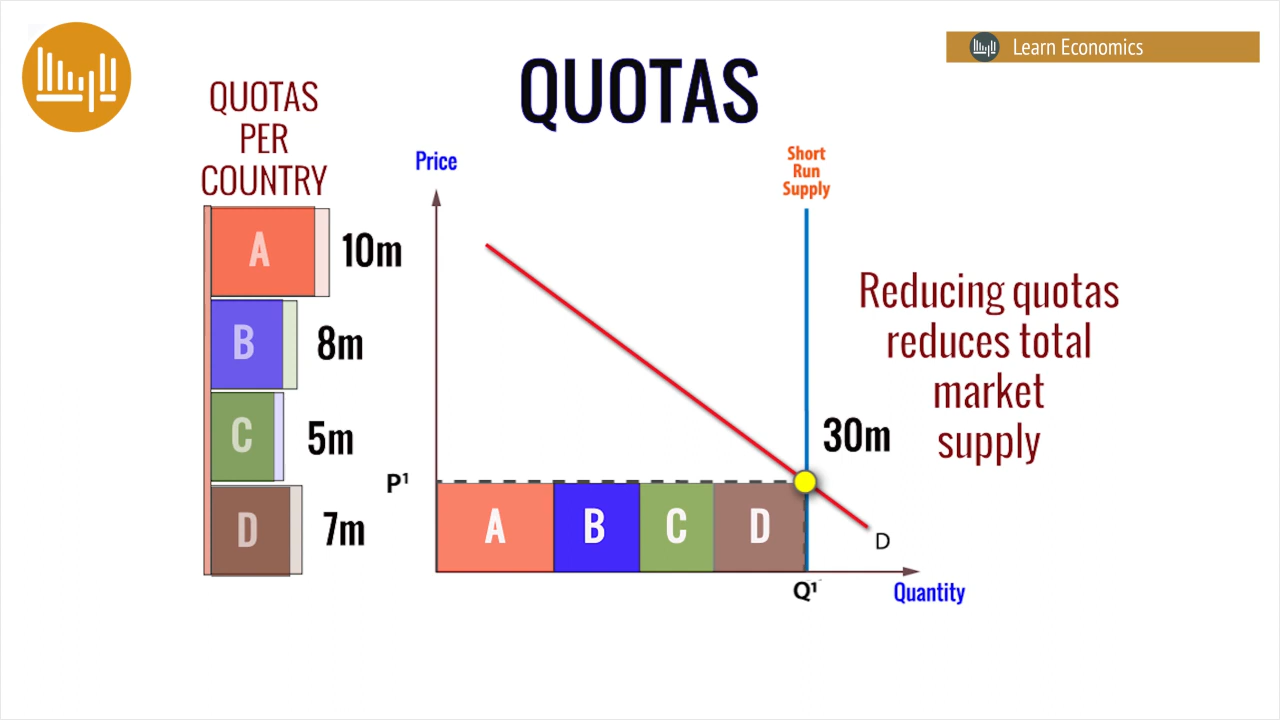 Learn Economics
QUOTAS
QUOTAS
PER
COUNTRY
A
10m
B
8m
C
5m
D
7m
Price
Short
Run
Supply
30m
P¹
A
B
C
D
D
Q¹
Quantity
Reducing quotas
reduces total
market
supply